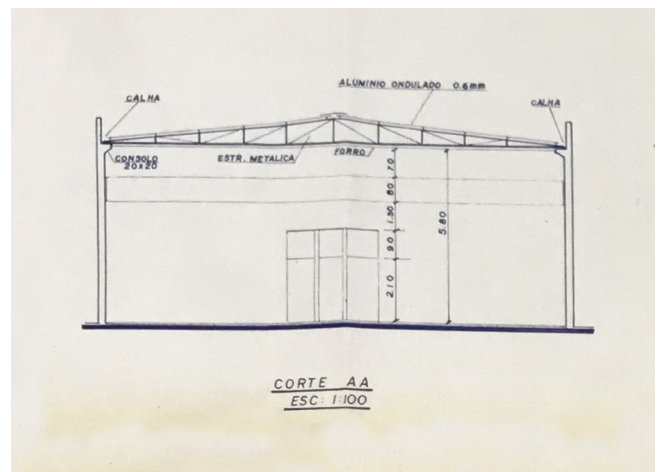 ALUMINIO ONDULADO 0.6mm
CALHA
CALHA
CONSOLO
20x20
ESTR. METALICA
FORRO
70
80
1.30
90
2.10
5.80
CORTE AA
ESC: 1:100